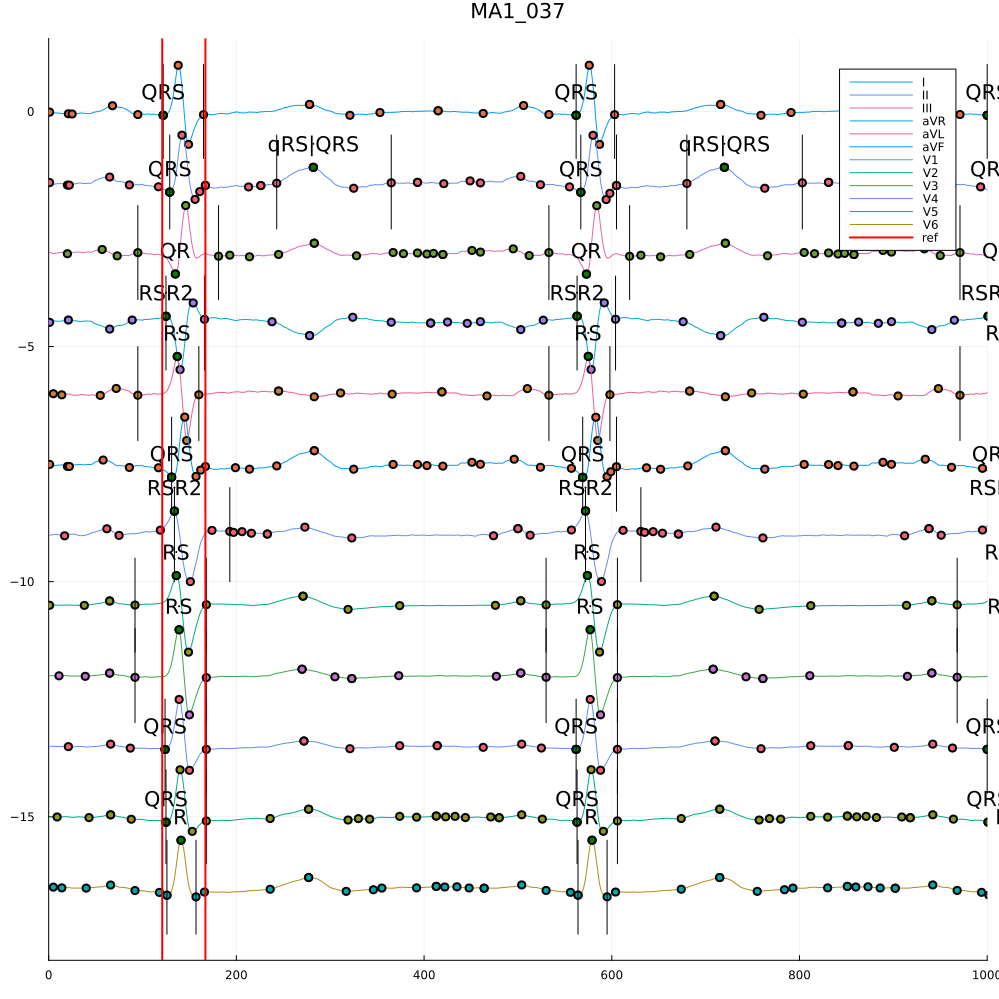 MA1_037
I
II
III
aVR
aVL
aVF
V1
V2
V3
V4
V5
V6
ref
0
−5
−10
−15
QRS QRS QRS
QRS qRS QRS QRS qRS QRS
QR QR
RSR2 RSR2
RS RS
QRS QRS
RSR2 RSR2
RS RS
RS RS
QRS QRS
QRS QRS
R R
0 200 400 600 800 1000